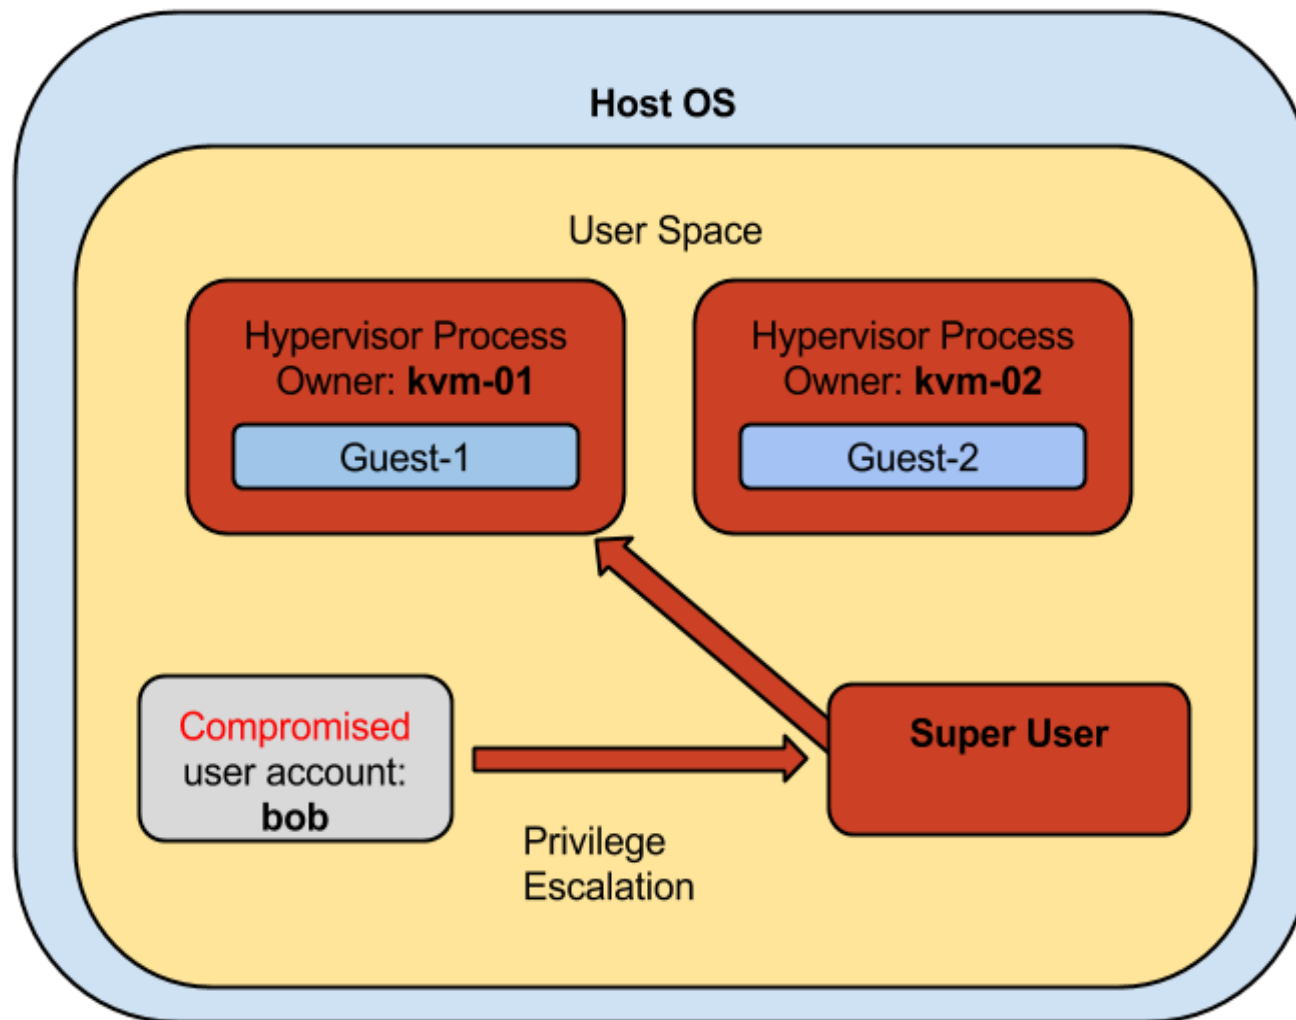 Host OS
User Space
Hypervisor Process
Owner: kvm-01
Guest-1
Hypervisor Process
Owner: kvm-02
Guest-2
Compromised
user account:
bob
Privilege
Escalation
Super User